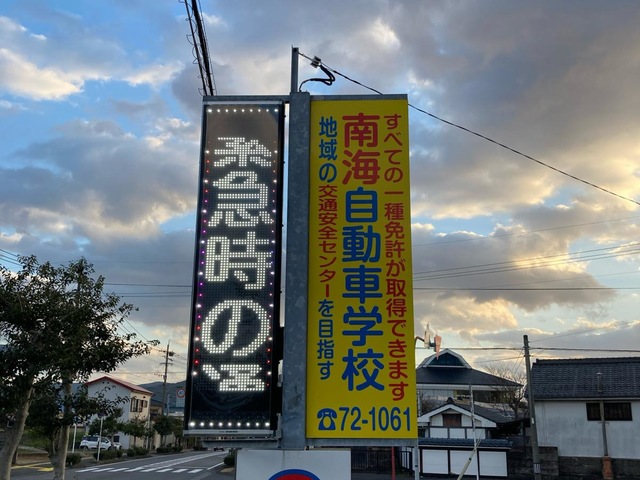 緊急時の
すべての一種免許が取得できます
南海自動車学校
地域の交通安全センターを目指す
☎72-1061